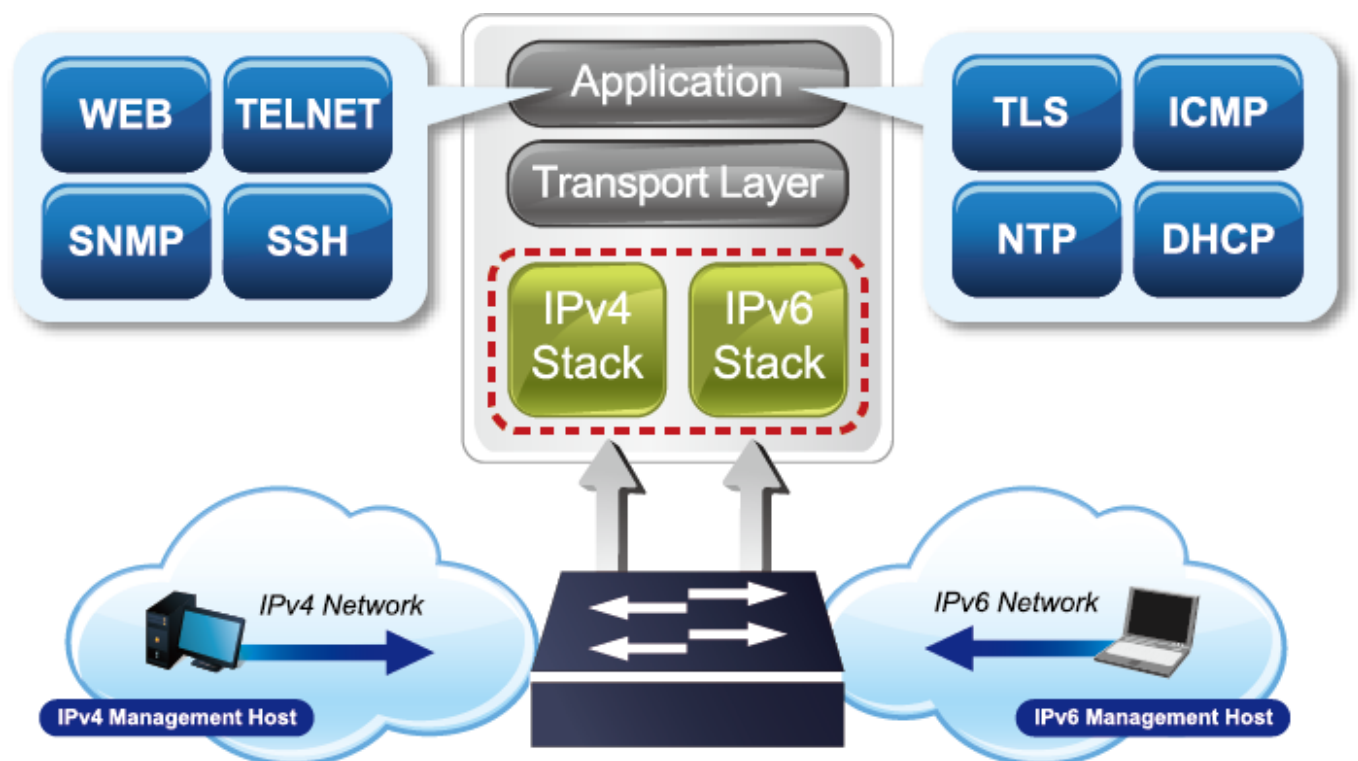 WEB
TELNET
SNMP
SSH
Application
Transport Layer
IPv4
Stack
IPv6
Stack
TLS
ICMP
NTP
DHCP
IPv4 Network
IPv4 Management Host
IPv6 Network
IPv6 Management Host